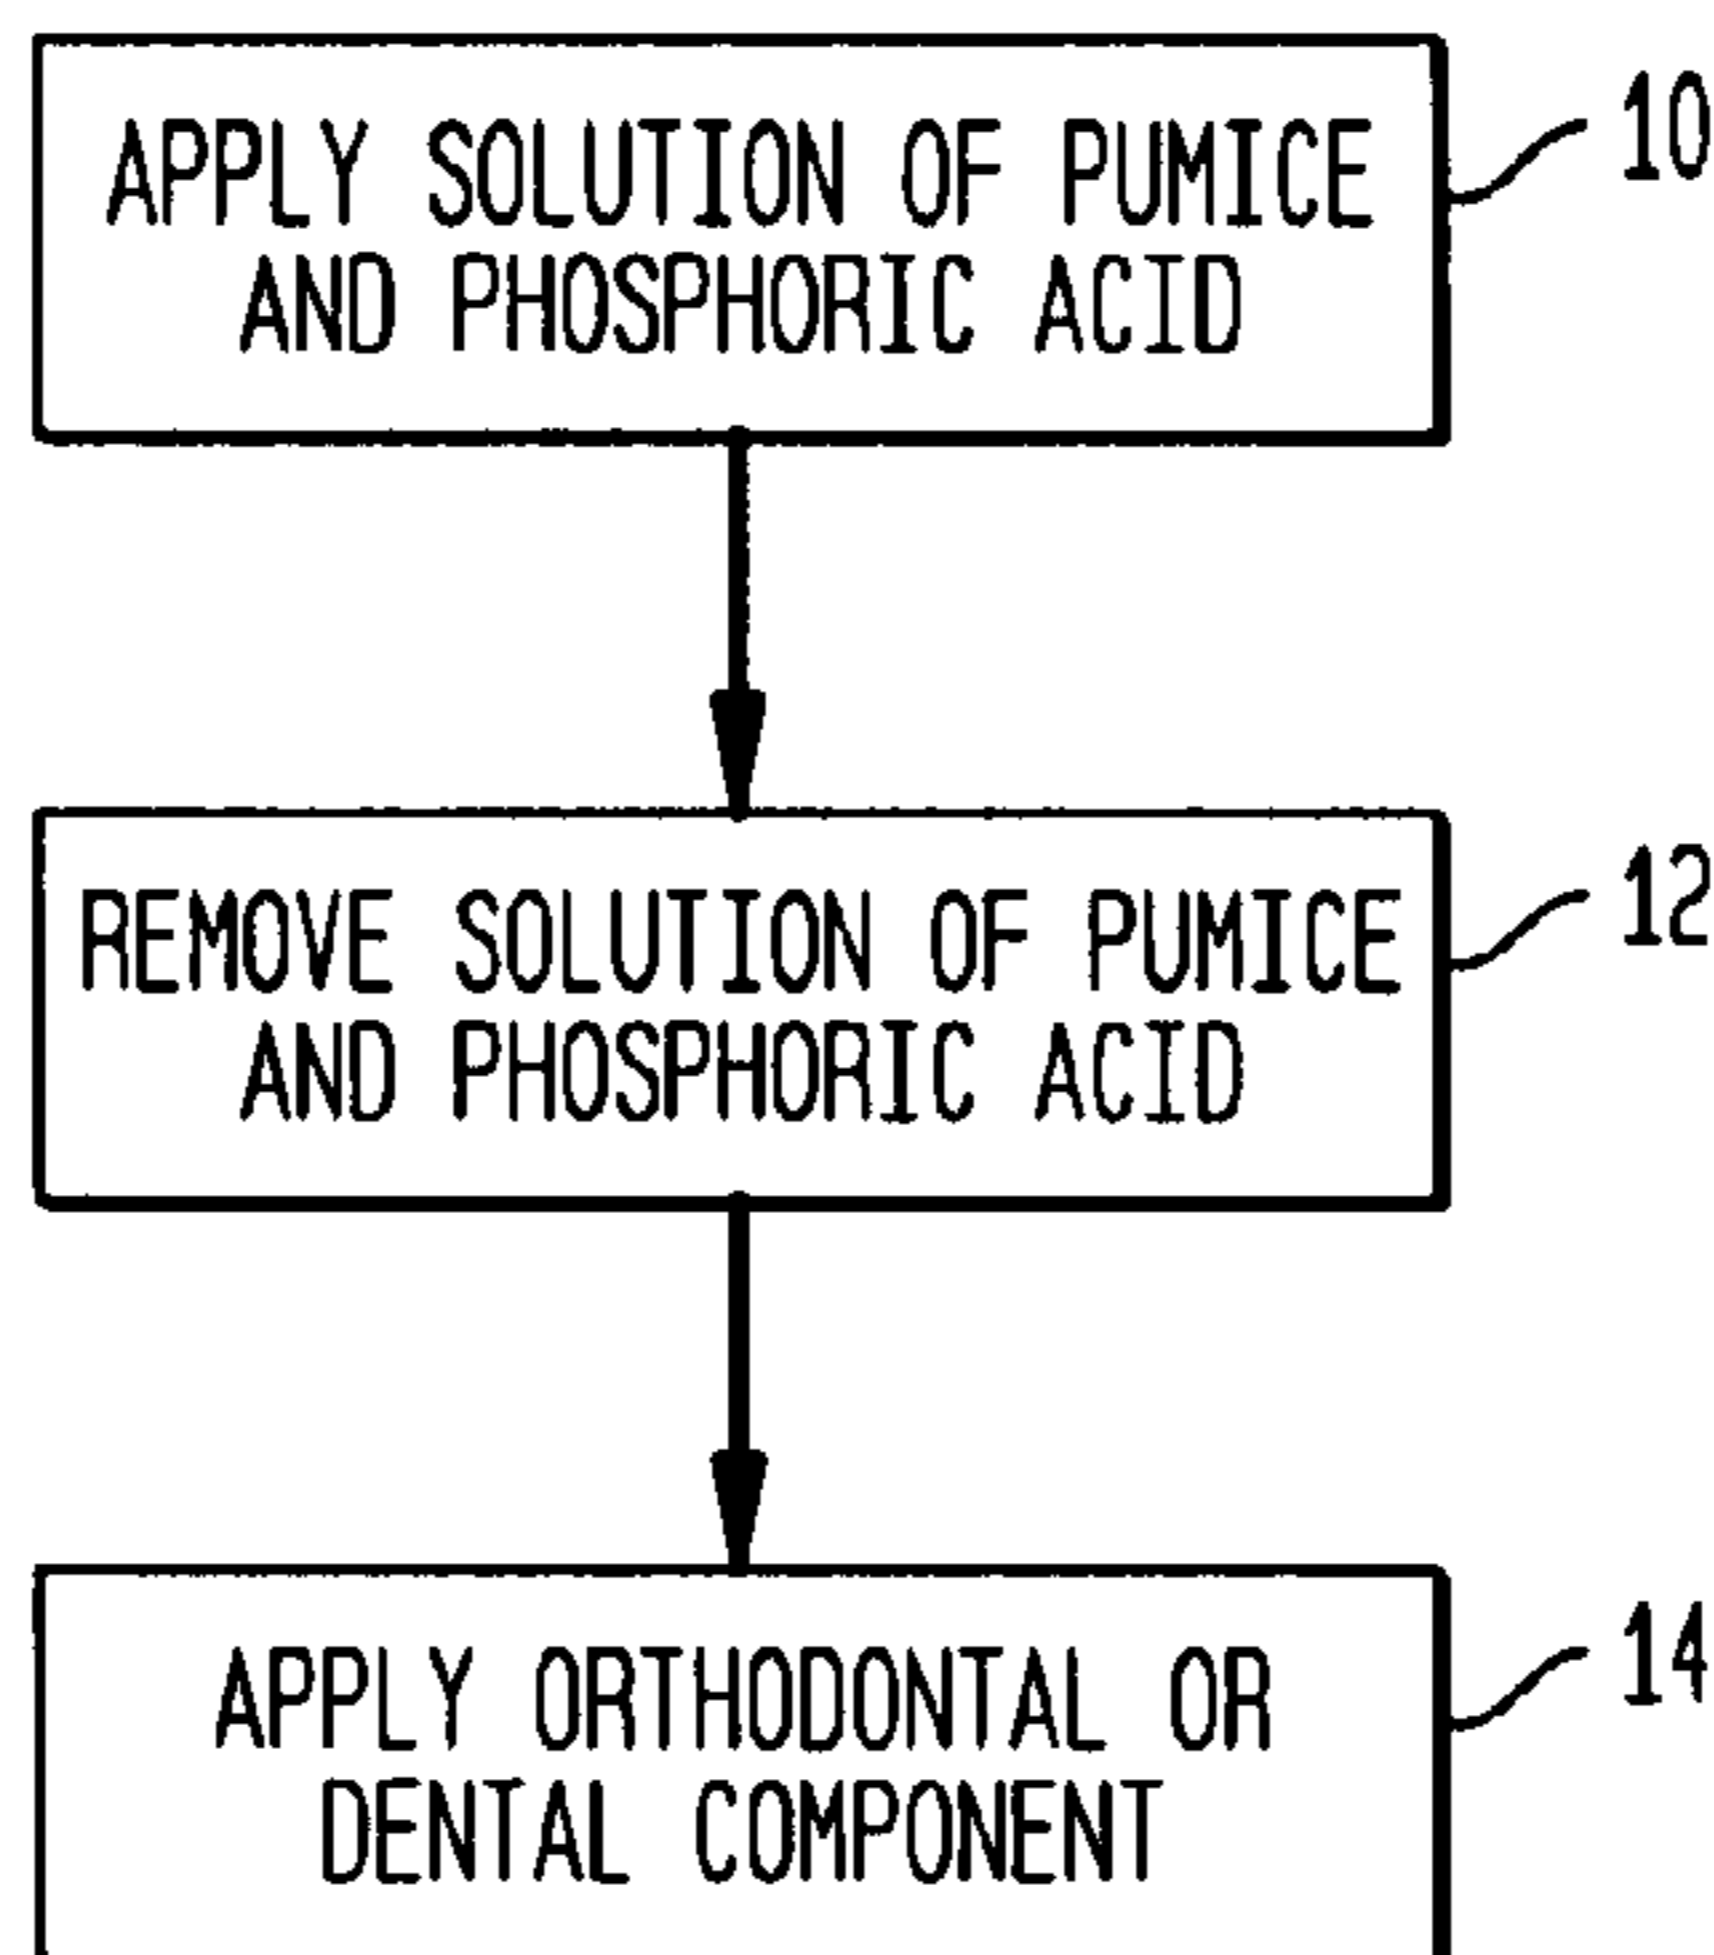 APPLY SOLUTION OF PUMICE
AND PHOSPHORIC ACID
10
REMOVE SOLUTION OF PUMICE
AND PHOSPHORIC ACID
12
APPLY ORTHODONTAL OR
DENTAL COMPONENT
14